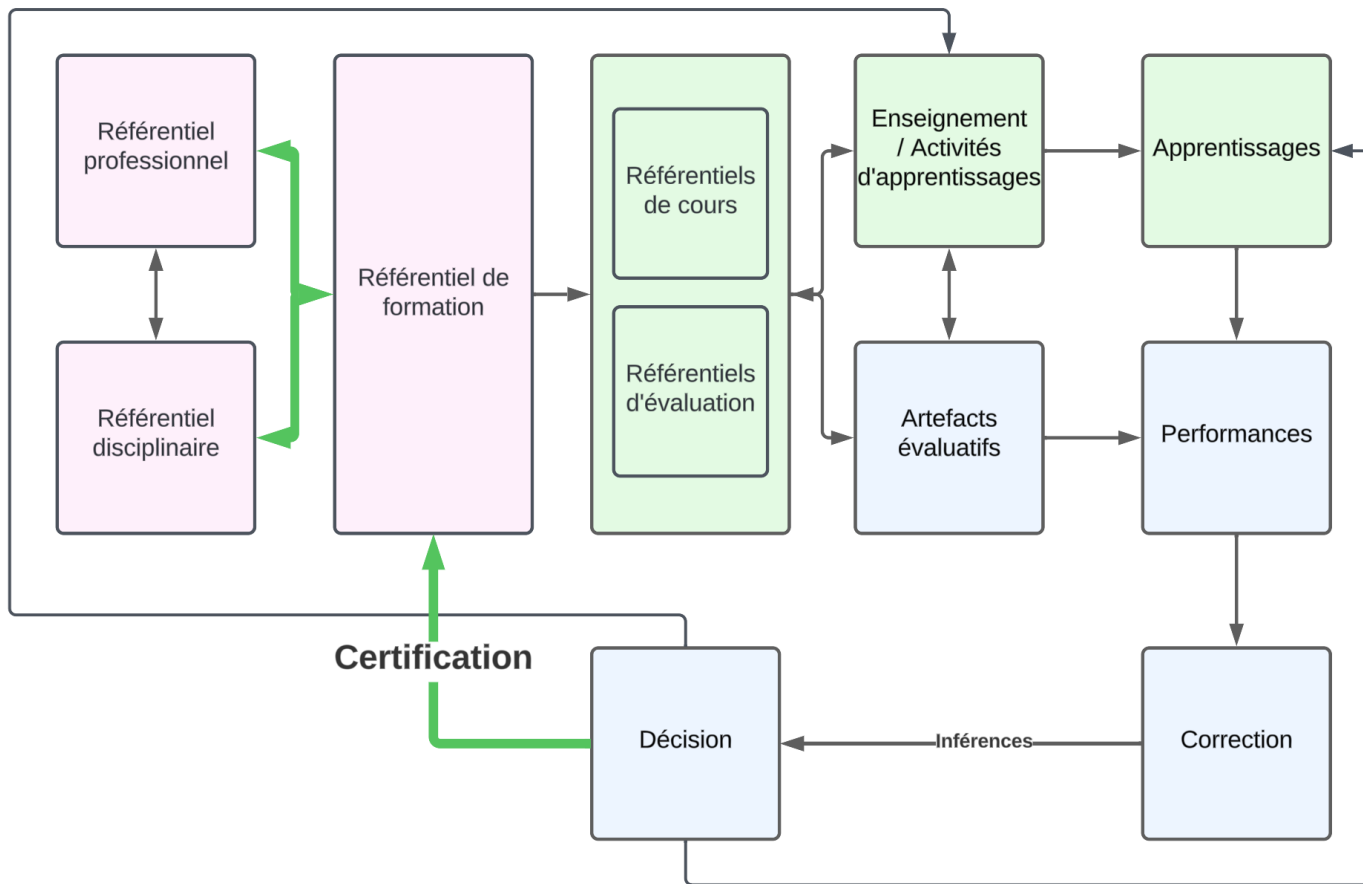 Référentiel
professionnel
Référentiel
disciplinaire
Référentiel de
formation
Référentiels
de cours
Référentiels
d'évaluation
Enseignement
/ Activités
d'apprentissages
Apprentissages
Artefacts
évaluatifs
Performances
Certification
Décision
Inférences
Correction